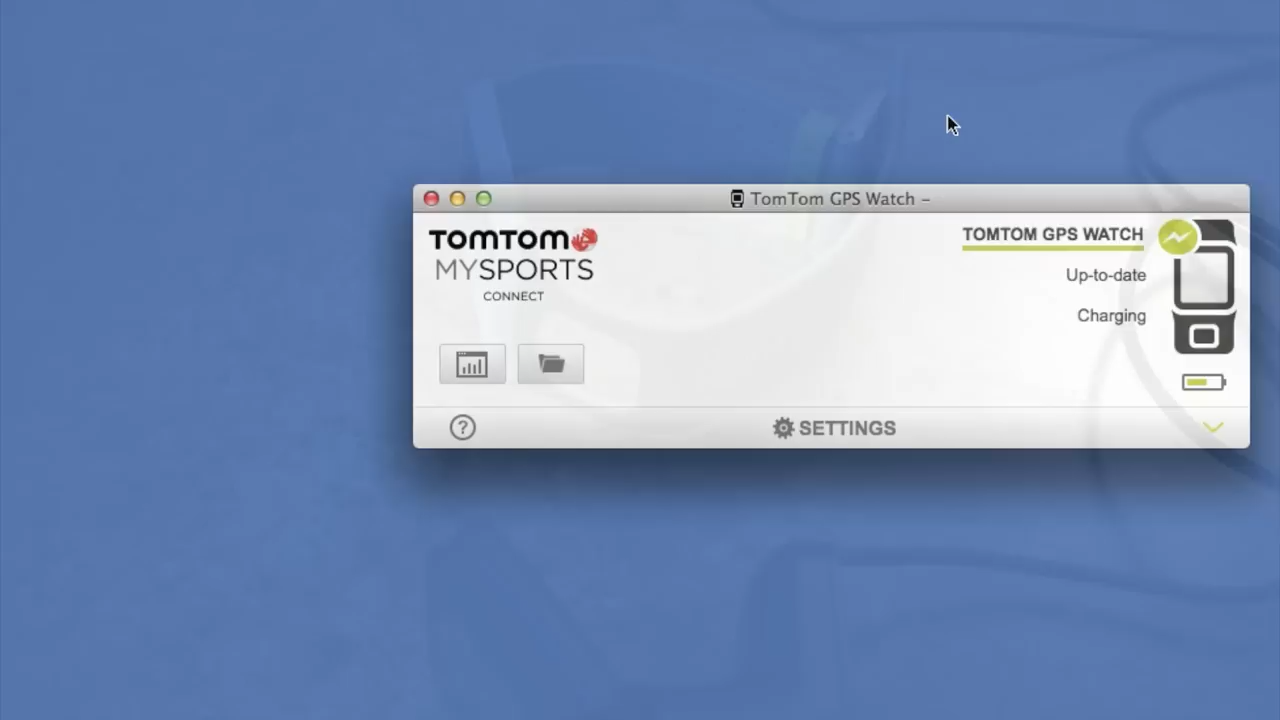 TomTom GPS Watch –
TOMTOM
MYSPORTS
CONNECT
TOMTOM GPS WATCH
Up-to-date
Charging
?
SETTINGS